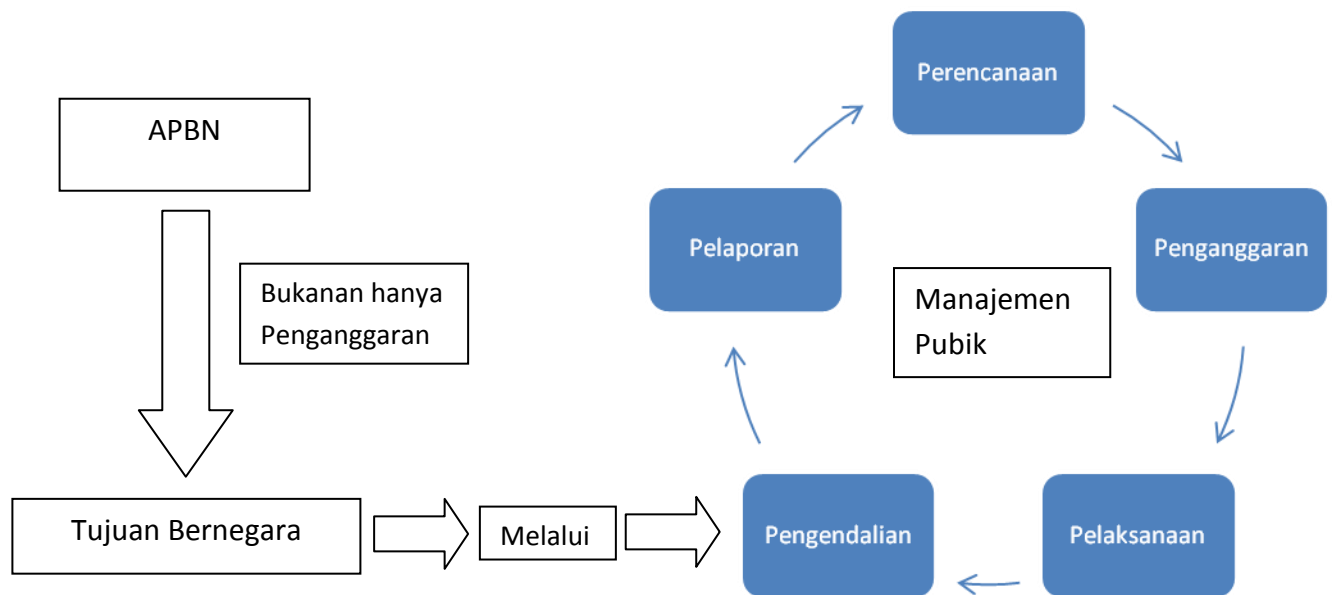 APBN
Bukanan hanya
Penganggaran
Tujuan Bernegara
Melalui
Perencanaan
Penganggaran
Pelaksanaan
Pengendalian
Pelaporan
Manajemen
Pubik